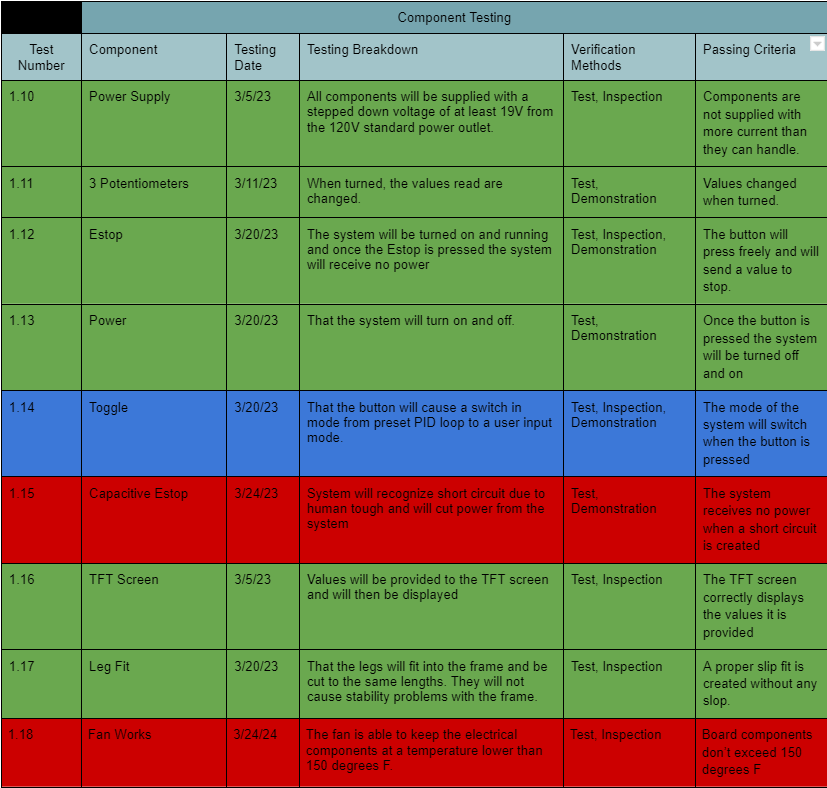 Component Testing
Test Number Component Testing Date Testing Breakdown Verification Methods Passing Criteria
1.10 Power Supply 3/5/23 All components will be supplied with a stepped down voltage of at least 19V from the 120V standard power outlet. Test, Inspection Components are not supplied with more current than they can handle.
1.11 3 Potentiometers 3/11/23 When turned, the values read are changed. Test, Demonstration Values changed when turned.
1.12 Estop 3/20/23 The system will be turned on and running and once the Estop is pressed the system will receive no power Test, Inspection, Demonstration The button will press freely and will send a value to stop.
1.13 Power 3/20/23 That the system will turn on and off. Test, Demonstration Once the button is pressed the system will be turned off and on
1.14 Toggle 3/20/23 That the button will cause a switch in mode from preset PID loop to a user input mode. Test, Inspection, Demonstration The mode of the system will switch when the button is pressed
1.15 Capacitive Estop 3/24/23 System will recognize short circuit due to human tough and will cut power from the system Test, Demonstration The system receives no power when a short circuit is created
1.16 TFT Screen 3/5/23 Values will be provided to the TFT screen and will then be displayed Test, Inspection The TFT screen correctly displays the values it is provided
1.17 Leg Fit 3/20/23 That the legs will fit into the frame and be cut to the same lengths. They will not cause stability problems with the frame. Test, Inspection A proper slip fit is created without any slop.
1.18 Fan Works 3/24/24 The fan is able to keep the electrical components at a temperature lower than 150 degrees F Test, Inspection Board components don't exceed 150 degrees F